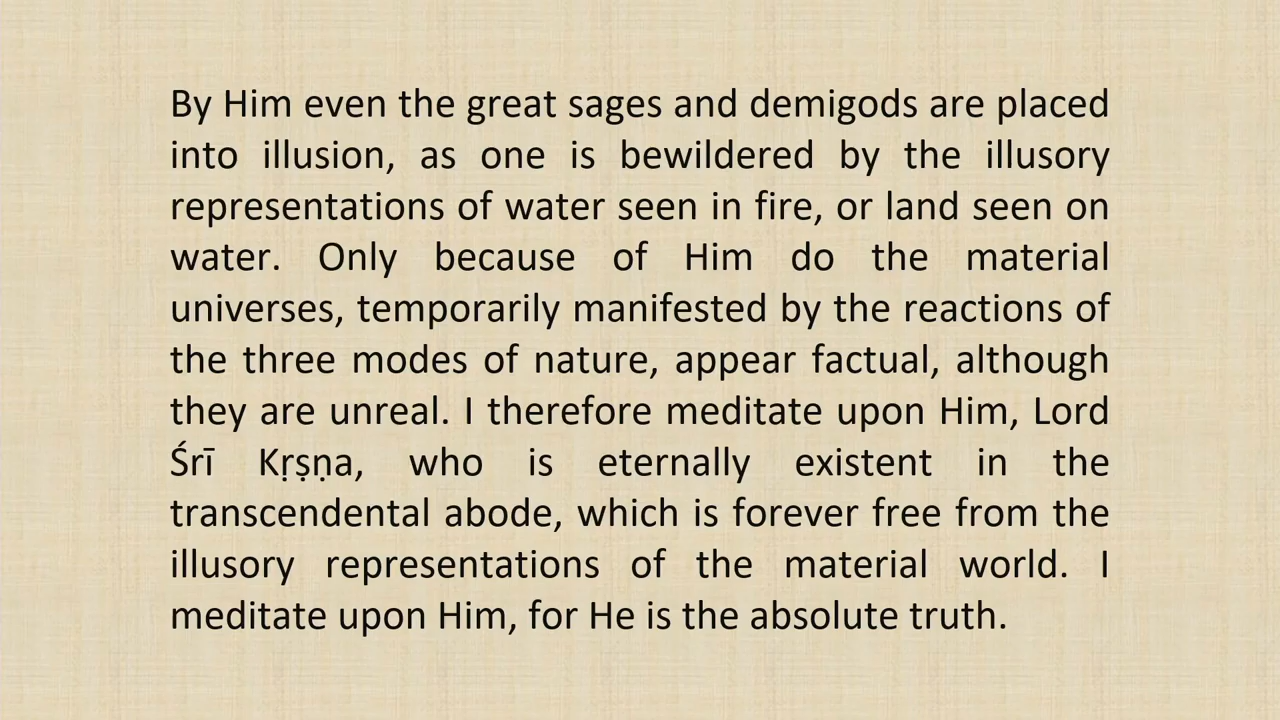 By Him even the great sages and demigods are placed
into illusion, as one is bewildered by the illusory
representations of water seen in fire, or land seen on
water. Only because of Him do the material
universes, temporarily manifested by the reactions of
the three modes of nature, appear factual, although
they are unreal. I therefore meditate upon Him, Lord
Śrī Kṛṣṇa, who is eternally existent in the
transcendental abode, which is forever free from the
illusory representations of the material world. I
meditate upon Him, for He is the absolute truth.